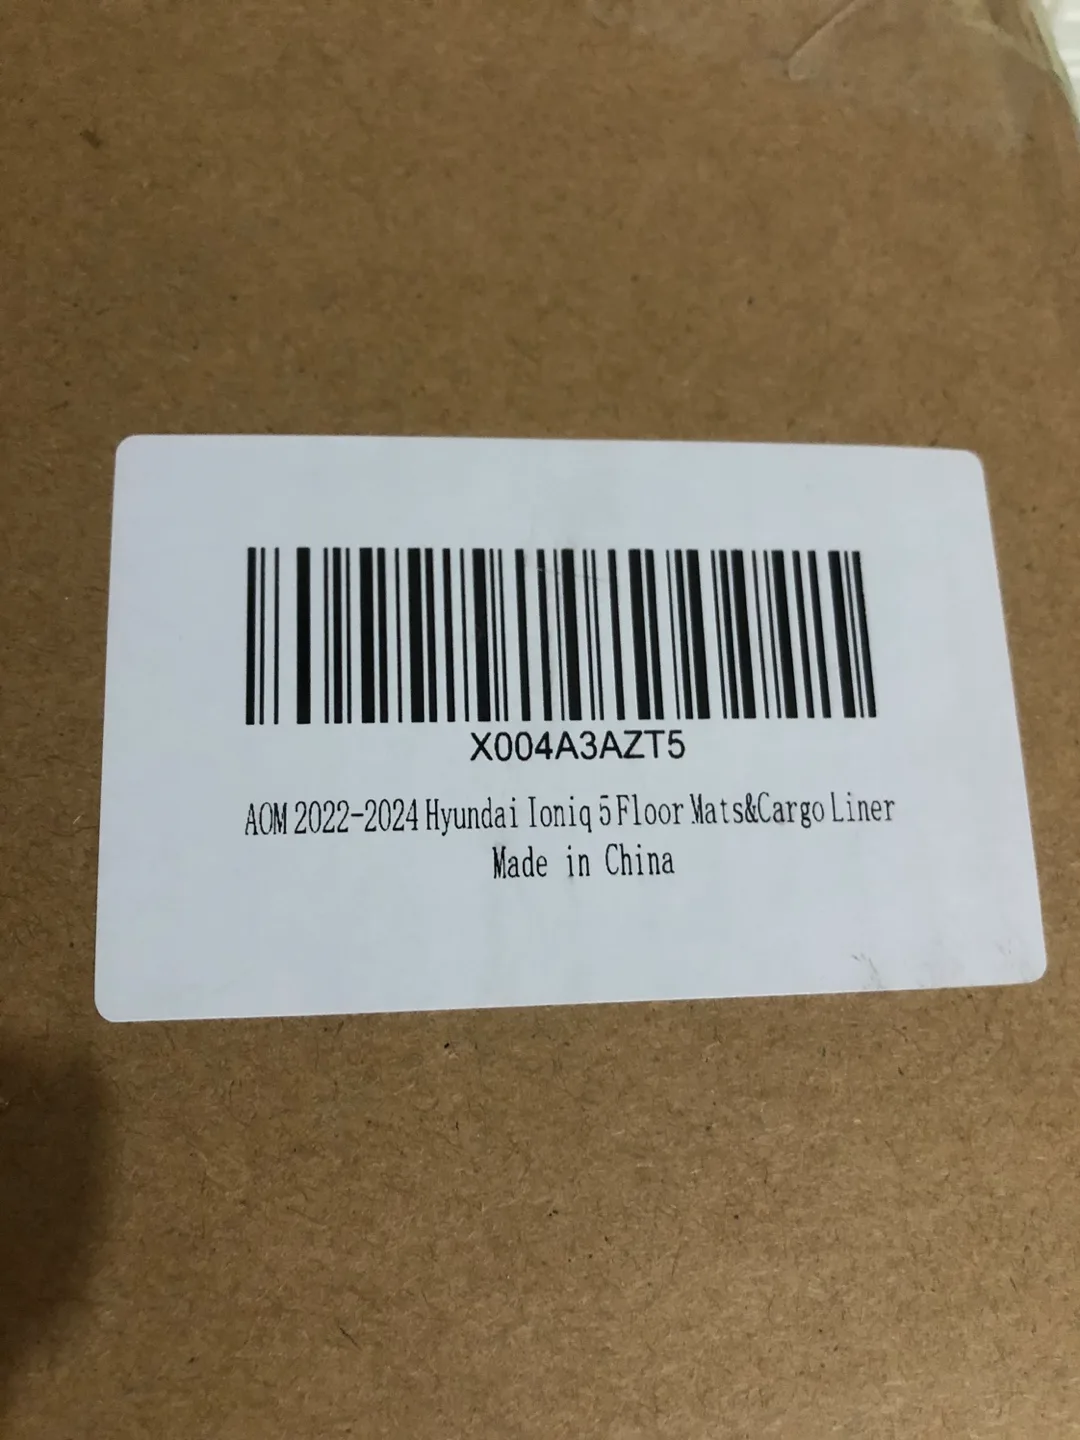 X004A3AZT5
AOM 2022-2024 Hyundai Ioniq 5 Floor Mats&Cargo Liner
Made in China